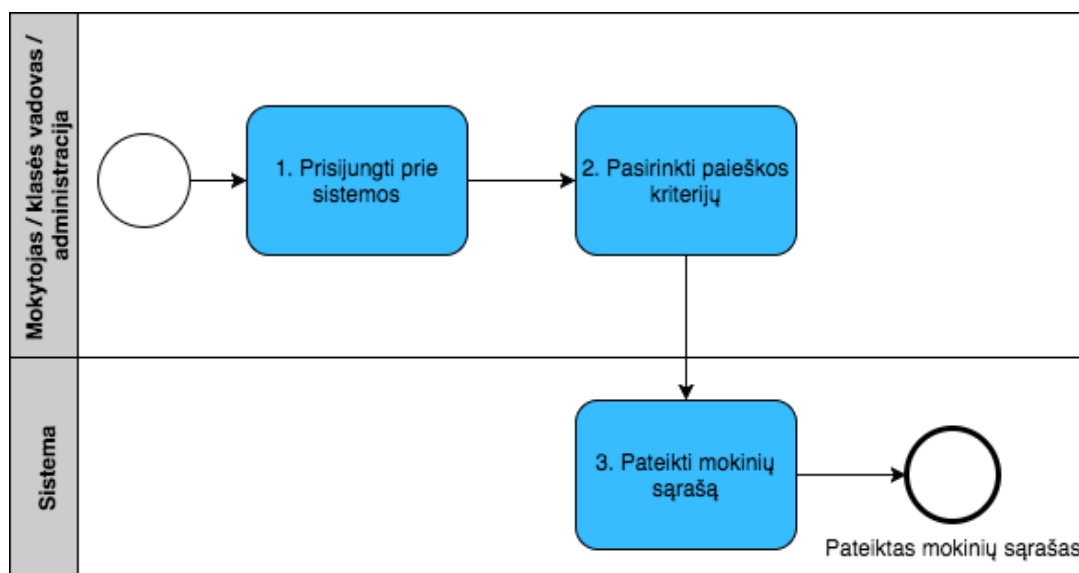 Mokytojas / klasės vadovas /
administracija
1. Prisijungti prie
sistemos
2. Pasirinkti paieškos
kriterijų
Sistema
3. Pateikti mokinių
sąrašą
Pateiktas mokinių sąrašas